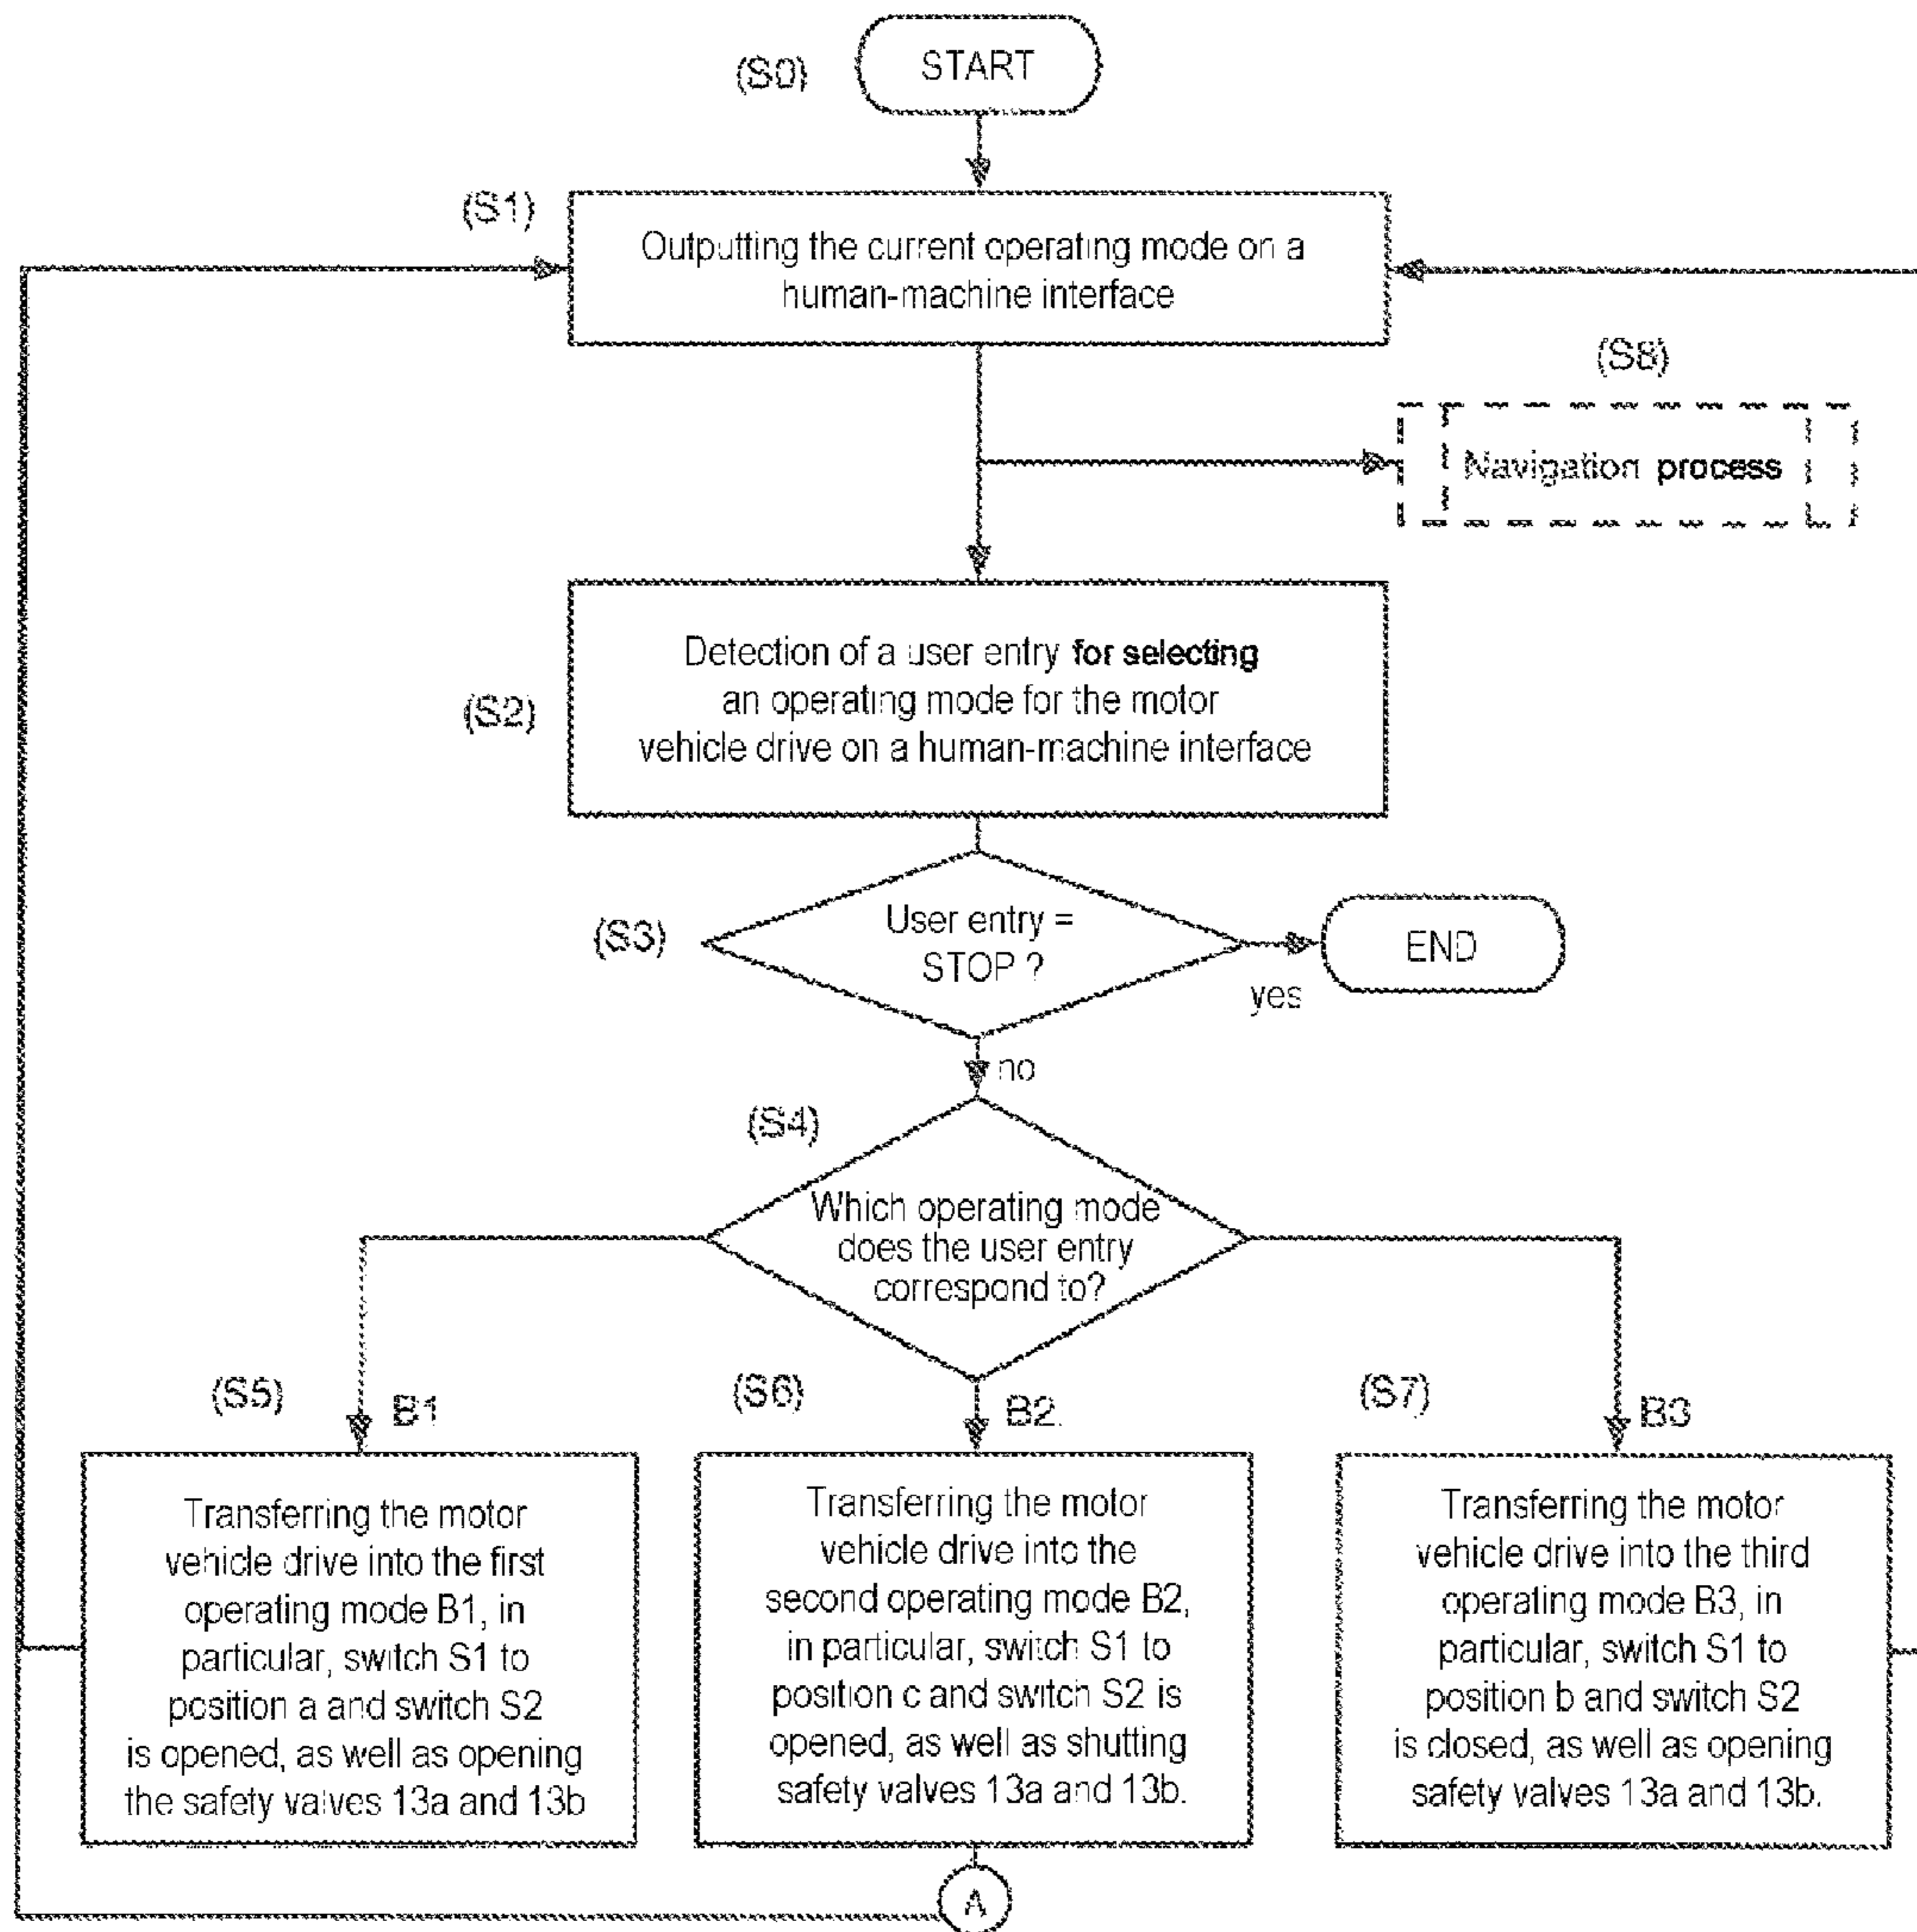 (S0)
START
(S1)
Outputting the current operating mode on a
human-machine interface
(S8)
Navigation process
(S2)
Detection of a user entry for selecting
an operating mode for the motor
vehicle drive on a human-machine interface
(S3)
User entry =
STOP ?
yes
END
no
(S4)
Which operating mode
does the user entry
correspond to?
(S5)
B1
(S6)
B2.
(S7)
B3
Transferring the motor
vehicle drive into the first
operating mode B1, in
particular, switch S1 to
position a and switch S2
is opened, as well as opening
the safety valves 13a and 13b
Transferring the motor
vehicle drive into the
second operating mode B2,
in particular, switch S1 to
position c and switch S2 is
opened, as well as shutting
safety valves 13a and 13b.
Transferring the motor
vehicle drive into the third
operating mode B3, in
particular, switch S1 to
position b and switch S2
is closed, as well as opening
safety valves 13a and 13b.
A